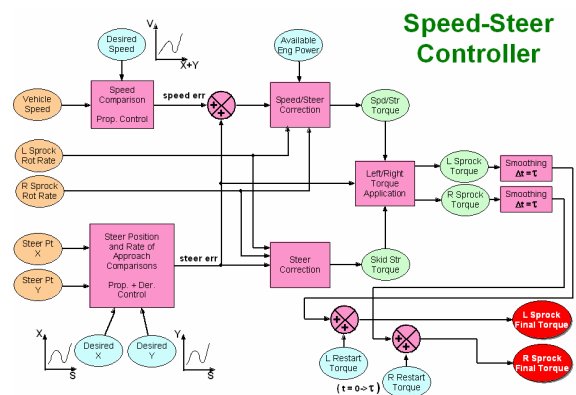 Speed-Steer
Controller
V
X+Y
Desired
Speed
Available
Eng Power
Vehicle
Speed
Speed
Comparison
Prop. Control
speed err
+
+
Speed/Steer
Correction
Spd/Str
Torque
L Sprock
Rot Rate
R Sprock
Rot Rate
Left/Right
Torque
Application
L Sprock
Torque
Smoothing
Δt = τ
R Sprock
Torque
Smoothing
Δt = τ
Steer Pt
X
Steer Pt
Y
Steer Position
and Rate of
Approach
Comparisons
Prop. + Der.
Control
steer err
Steer
Correction
Skid Str
Torque
X
S
Desired
X
Desired
Y
Y
S
+
+
L Sprock
Final Torque
+
+
R Sprock
Final Torque
L Restart
Torque
( t = 0-> τ )
R Restart
Torque